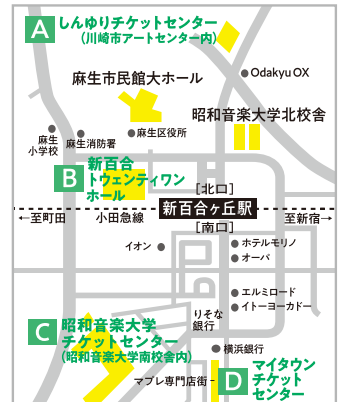 A しんゆりチケットセンター
(川崎市アートセンター内)
Odakyu OX
麻生市民館大ホール
昭和音楽大学北校舎
麻生
小学校
麻生消防署
麻生区役所
B 新百合
トウェンティワン
ホール
[北口]
新百合ヶ丘駅
[南口]
←至町田
小田急線
至新宿→
イオン
ホテルモリノ
オーパ
エルミロード
イトーヨーカドー
りそな
銀行
C 昭和音楽大学
チケットセンター
(昭和音楽大学南校舎内)
横浜銀行
マプレ専門店街
D マイタウン
チケット
センター